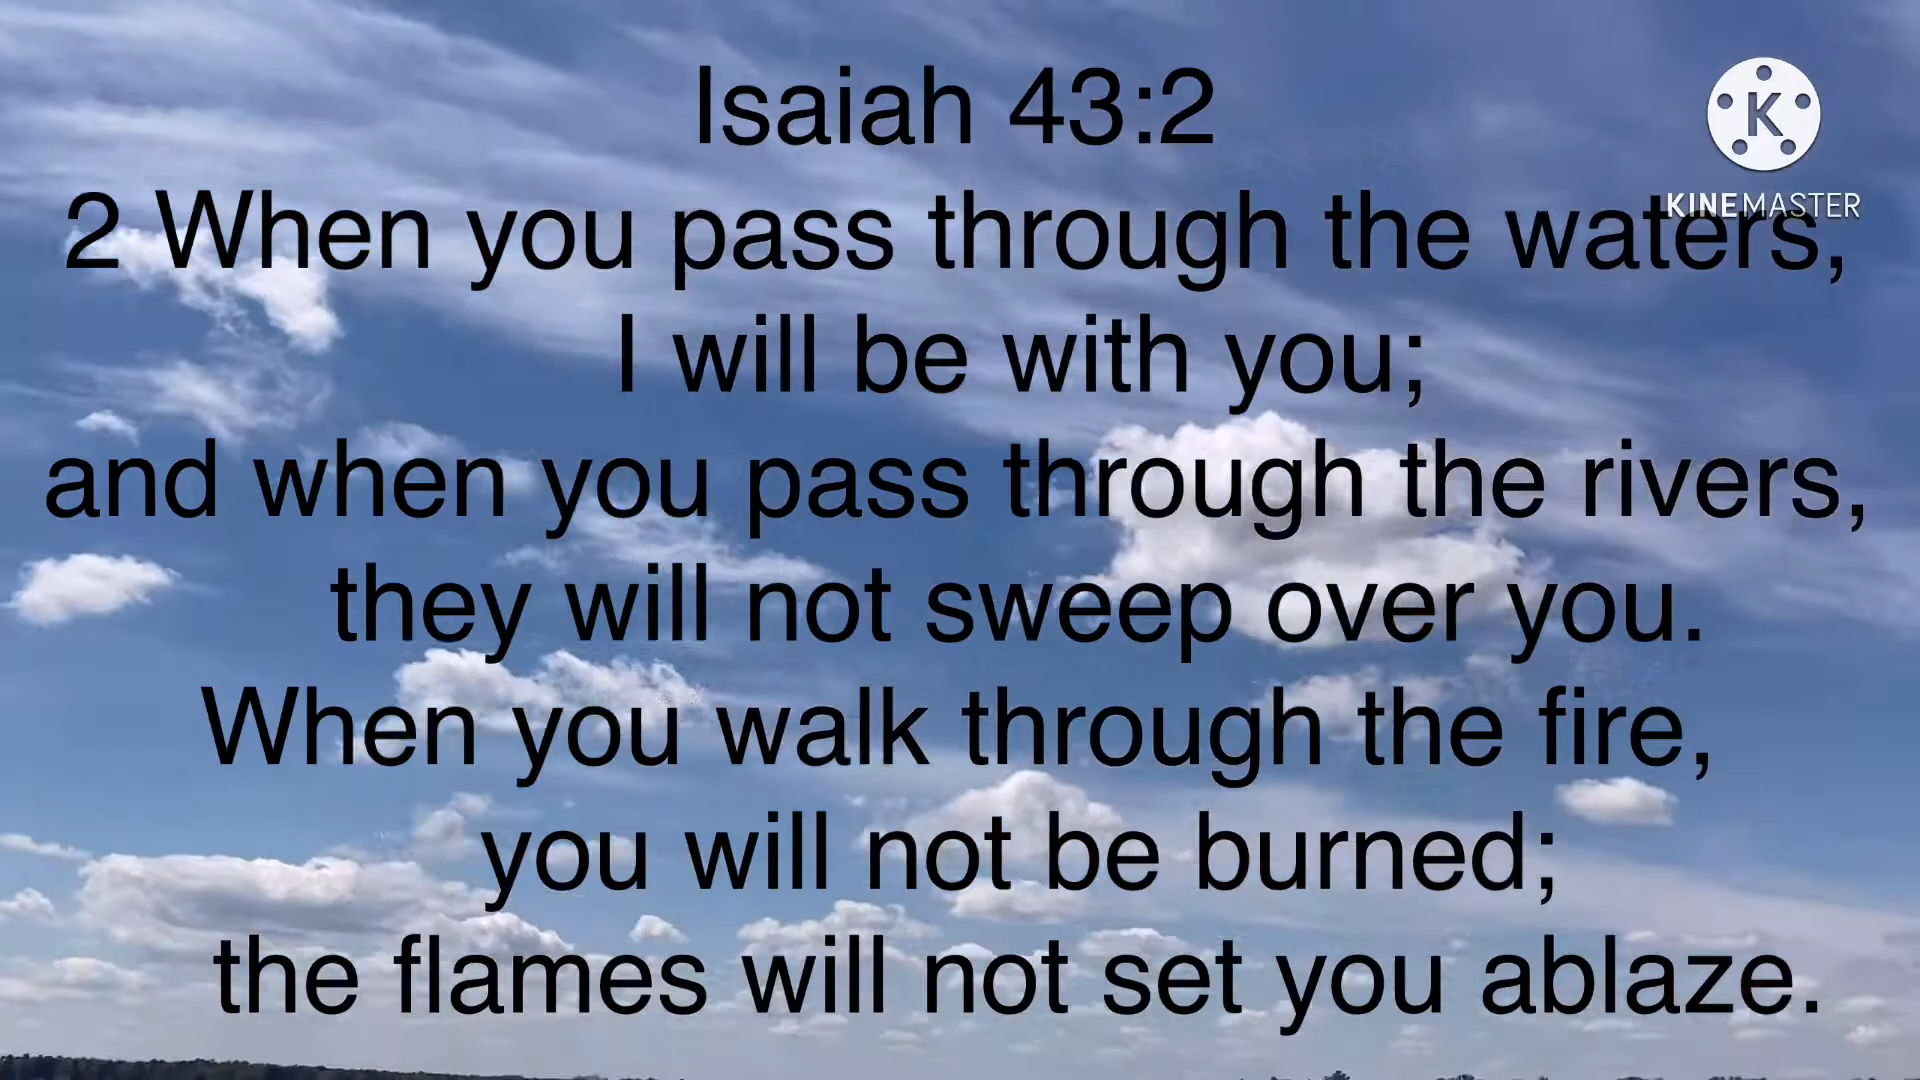 Isaiah 43:2
K
KINEMASTER
2 When you pass through the waters,
I will be with you;
and when you pass through the rivers,
they will not sweep over you.
When you walk through the fire,
you will not be burned;
the flames will not set you ablaze.